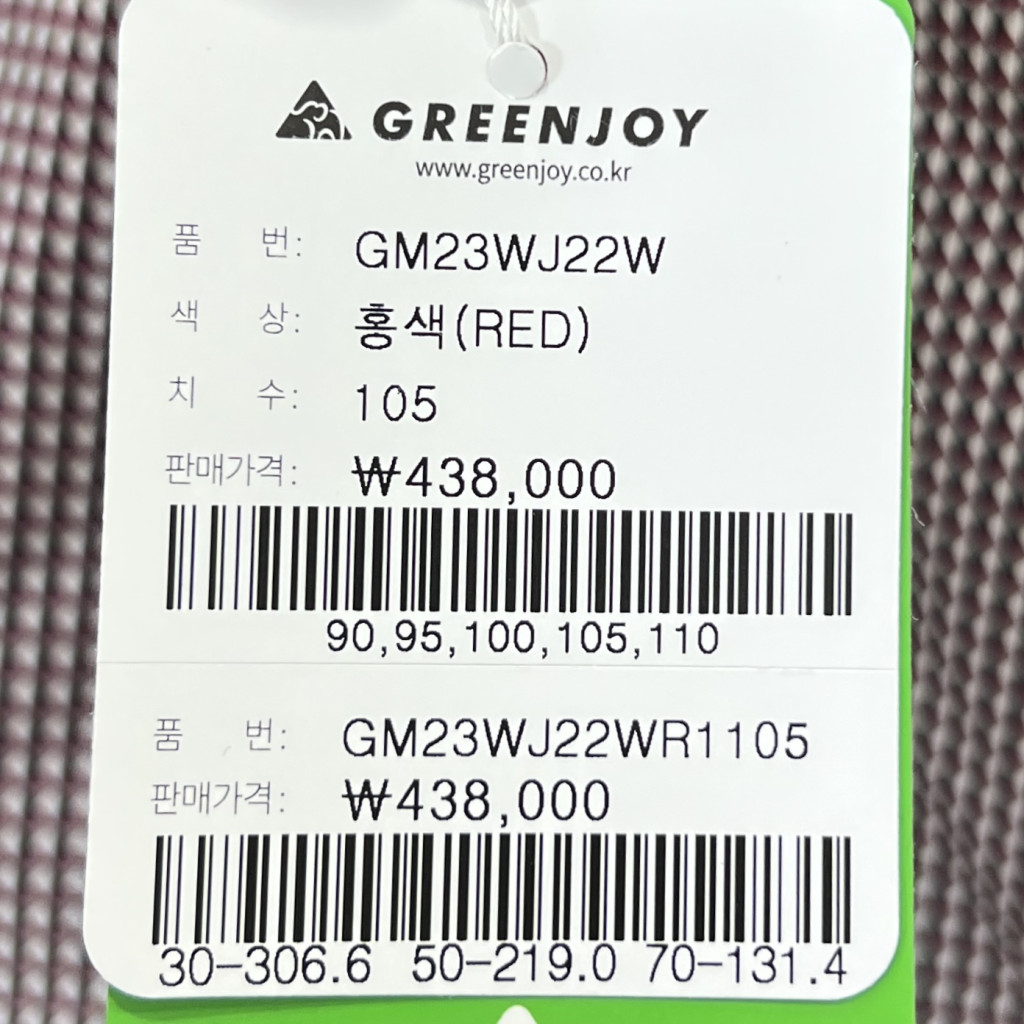 GREENJOY
www.greenjoy.co.kr
품 번: GM23WJ22W
색 상: 홍색(RED)
치 수: 105
판매가격: ₩438,000
90,95,100,105,110
품 번: GM23WJ22WR1105
판매가격: ₩438,000
30-306.6 50-219.0 70-131.4